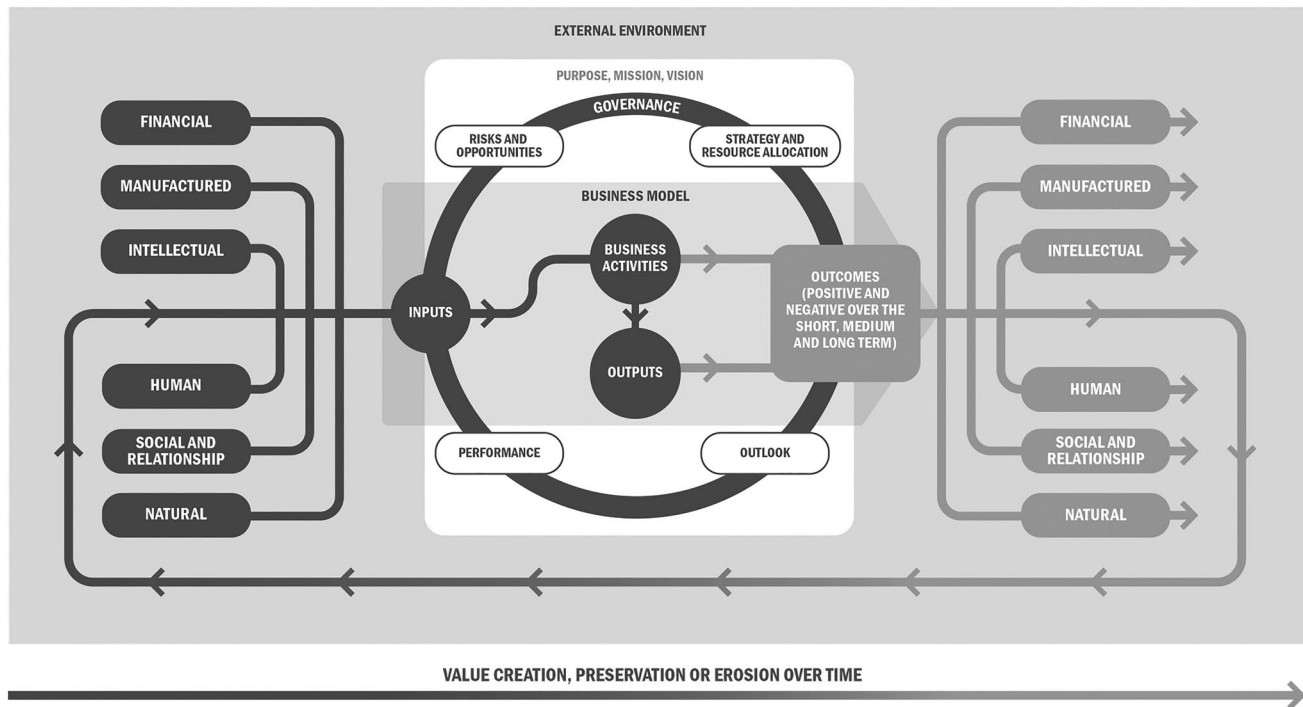 EXTERNAL ENVIRONMENT
PURPOSE, MISSION, VISION
GOVERNANCE
FINANCIAL
MANUFACTURED
INTELLECTUAL
HUMAN
SOCIAL AND
RELATIONSHIP
NATURAL
RISKS AND
OPPORTUNITIES
STRATEGY AND
RESOURCE ALLOCATION
BUSINESS MODEL
INPUTS
BUSINESS
ACTIVITIES
OUTPUTS
OUTCOMES
(POSITIVE AND
NEGATIVE OVER THE
SHORT, MEDIUM
AND LONG TERM)
PERFORMANCE
OUTLOOK
FINANCIAL
MANUFACTURED
INTELLECTUAL
HUMAN
SOCIAL AND
RELATIONSHIP
NATURAL
VALUE CREATION, PRESERVATION OR EROSION OVER TIME